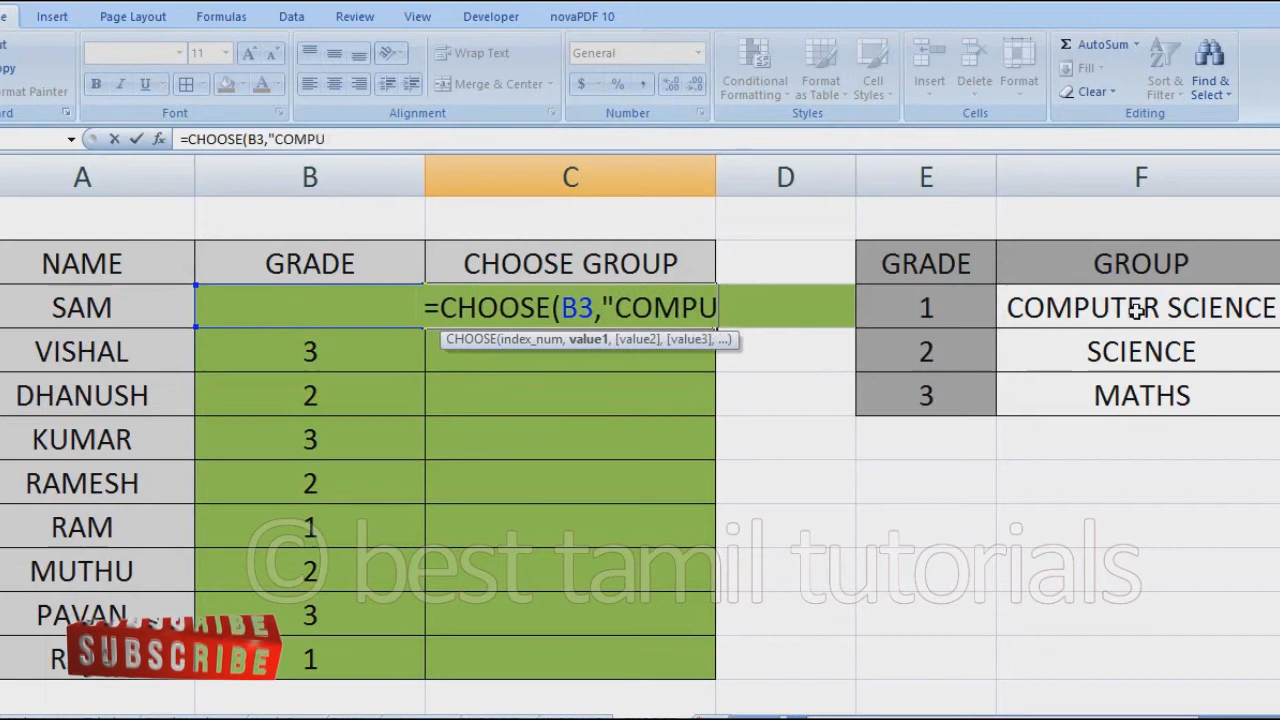 Insert Page Layout Formulas Data Review View Developer novaPDF 10
11 Wrap Text General AutoSum
Fill
Format Painter Merge & Center Conditional Formatting Format as Table Cell Styles Insert Delete Format Clear Sort & Filter Find & Select
Font Alignment Number Styles Cells Editing
=CHOOSE(B3,"COMPU
A B C D E F
NAME GRADE CHOOSE GROUP GRADE GROUP
SAM =CHOOSE(B3,"COMPU 1 COMPUTER SCIENCE
CHOOSE(index_num, value1, [value2], [value3], ...)
VISHAL 3 2 SCIENCE
DHANUSH 2 3 MATHS
KUMAR 3
RAMESH 2
RAM 1
© best tamil tutorials
MUTHU 2
PAVAN 3
SUBSCRIBE
SUBSCRIBE
1